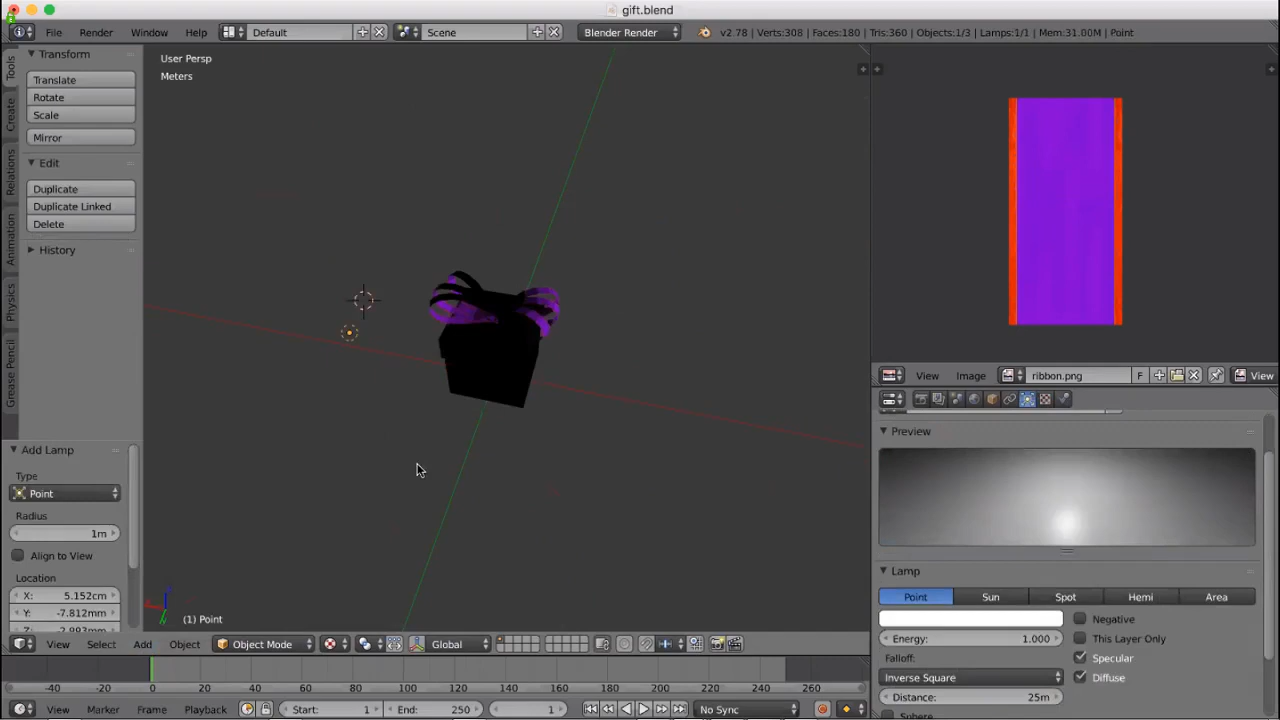 gift.blend
File Render Window Help Default Scene Blender Render v2.78 | Verts:308 | Faces:180 | Tris:360 | Objects:1/3 | Lamps:1/1 | Mem:31.00M | Point
Tools
Create
Relations
Animation
Physics
Grease Pencil
Transform
Translate
Rotate
Scale
Mirror
Edit
Duplicate
Duplicate Linked
Delete
History
Add Lamp
Type
Point
Radius
1m
Align to View
Location
X: 5.152cm
Y: -7.812mm
User Persp
Meters
(1) Point
View Select Add Object Object Mode Global
-40 -20 0 20 40 60 80 100 120 140 160 180 200 220 240 260
View Marker Frame Playback Start: 1 End: 250 1 No Sync
View Image ribbon.png F View
Preview
Lamp
Point Sun Spot Hemi Area
Negative
Energy: 1.000 This Layer Only
Falloff: Specular
Inverse Square Diffuse
Distance: 25m